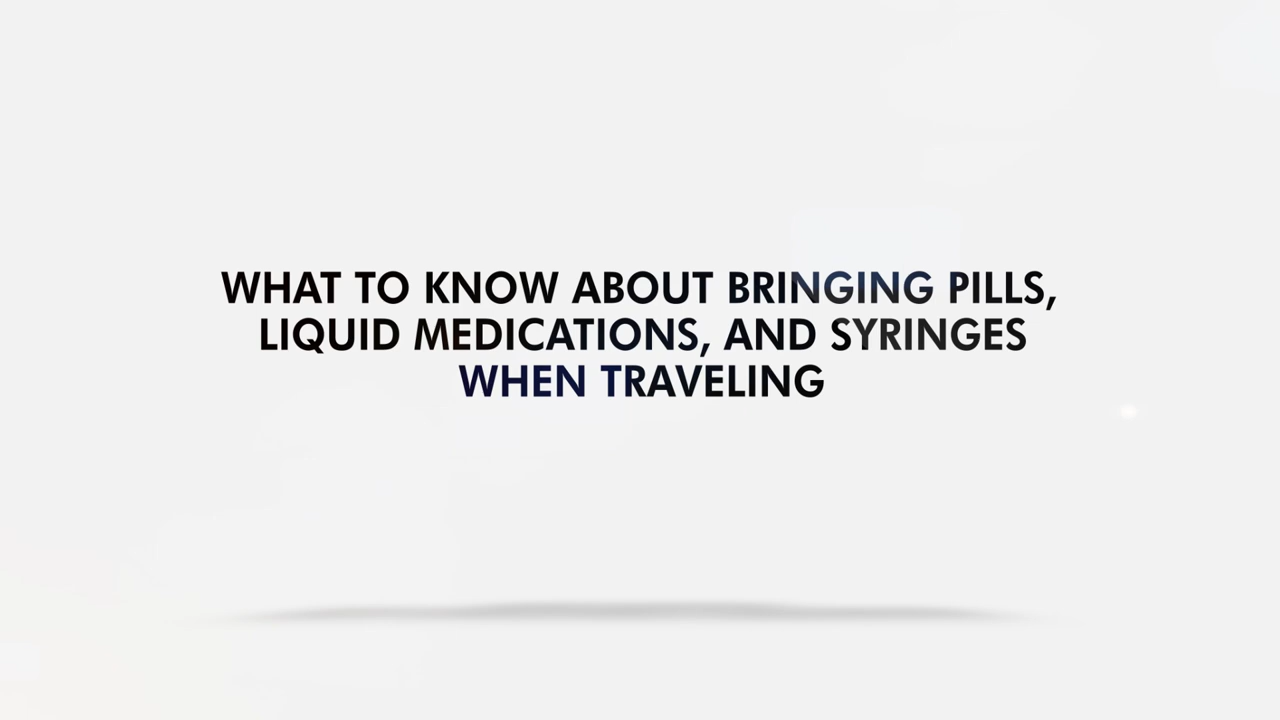 WHAT TO KNOW ABOUT BRINGING PILLS,
LIQUID MEDICATIONS, AND SYRINGES
WHEN TRAVELING